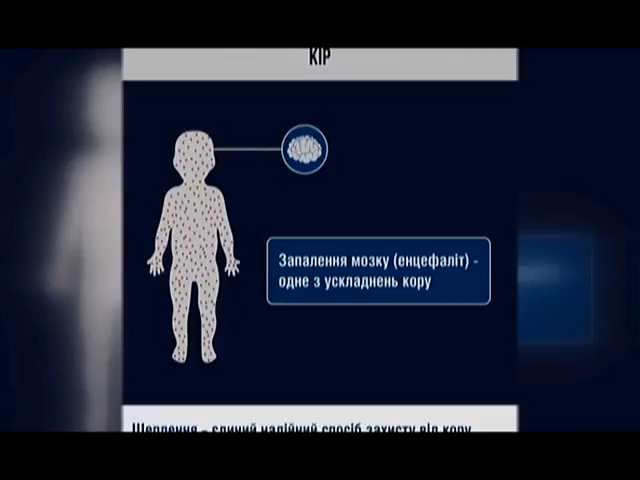 КІР
Запалення мозку (енцефаліт) -
одне з ускладнень кору
Щеплення – єдиний надійний спосіб захисту від кору